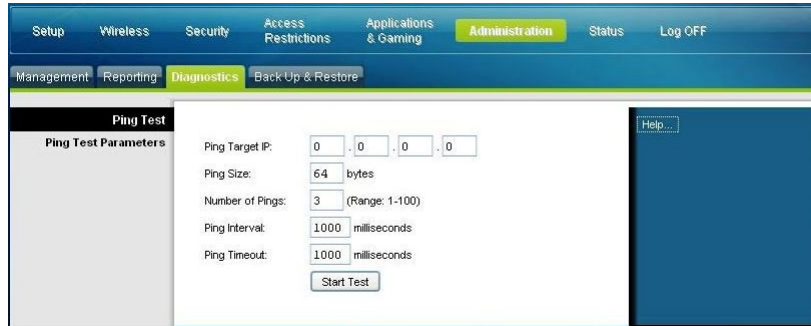 Setup Wireless Security Access Restrictions Applications & Gaming Administration Status Log OFF
Management Reporting Diagnostics Back Up & Restore
Ping Test
Help...
Ping Test Parameters
Ping Target IP: 0 . 0 . 0 . 0
Ping Size: 64 bytes
Number of Pings: 3 (Range: 1-100)
Ping Interval: 1000 milliseconds
Ping Timeout: 1000 milliseconds
Start Test